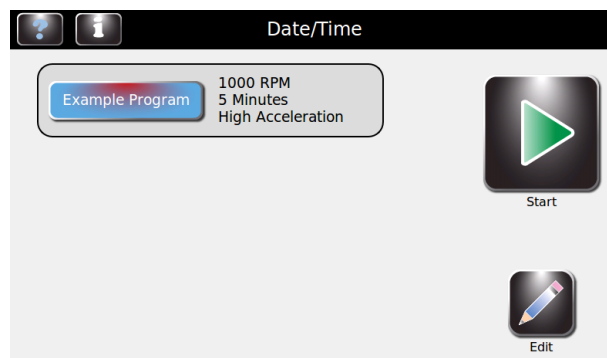 ? i Date/Time
Example Program
1000 RPM
5 Minutes
High Acceleration
Start
Edit